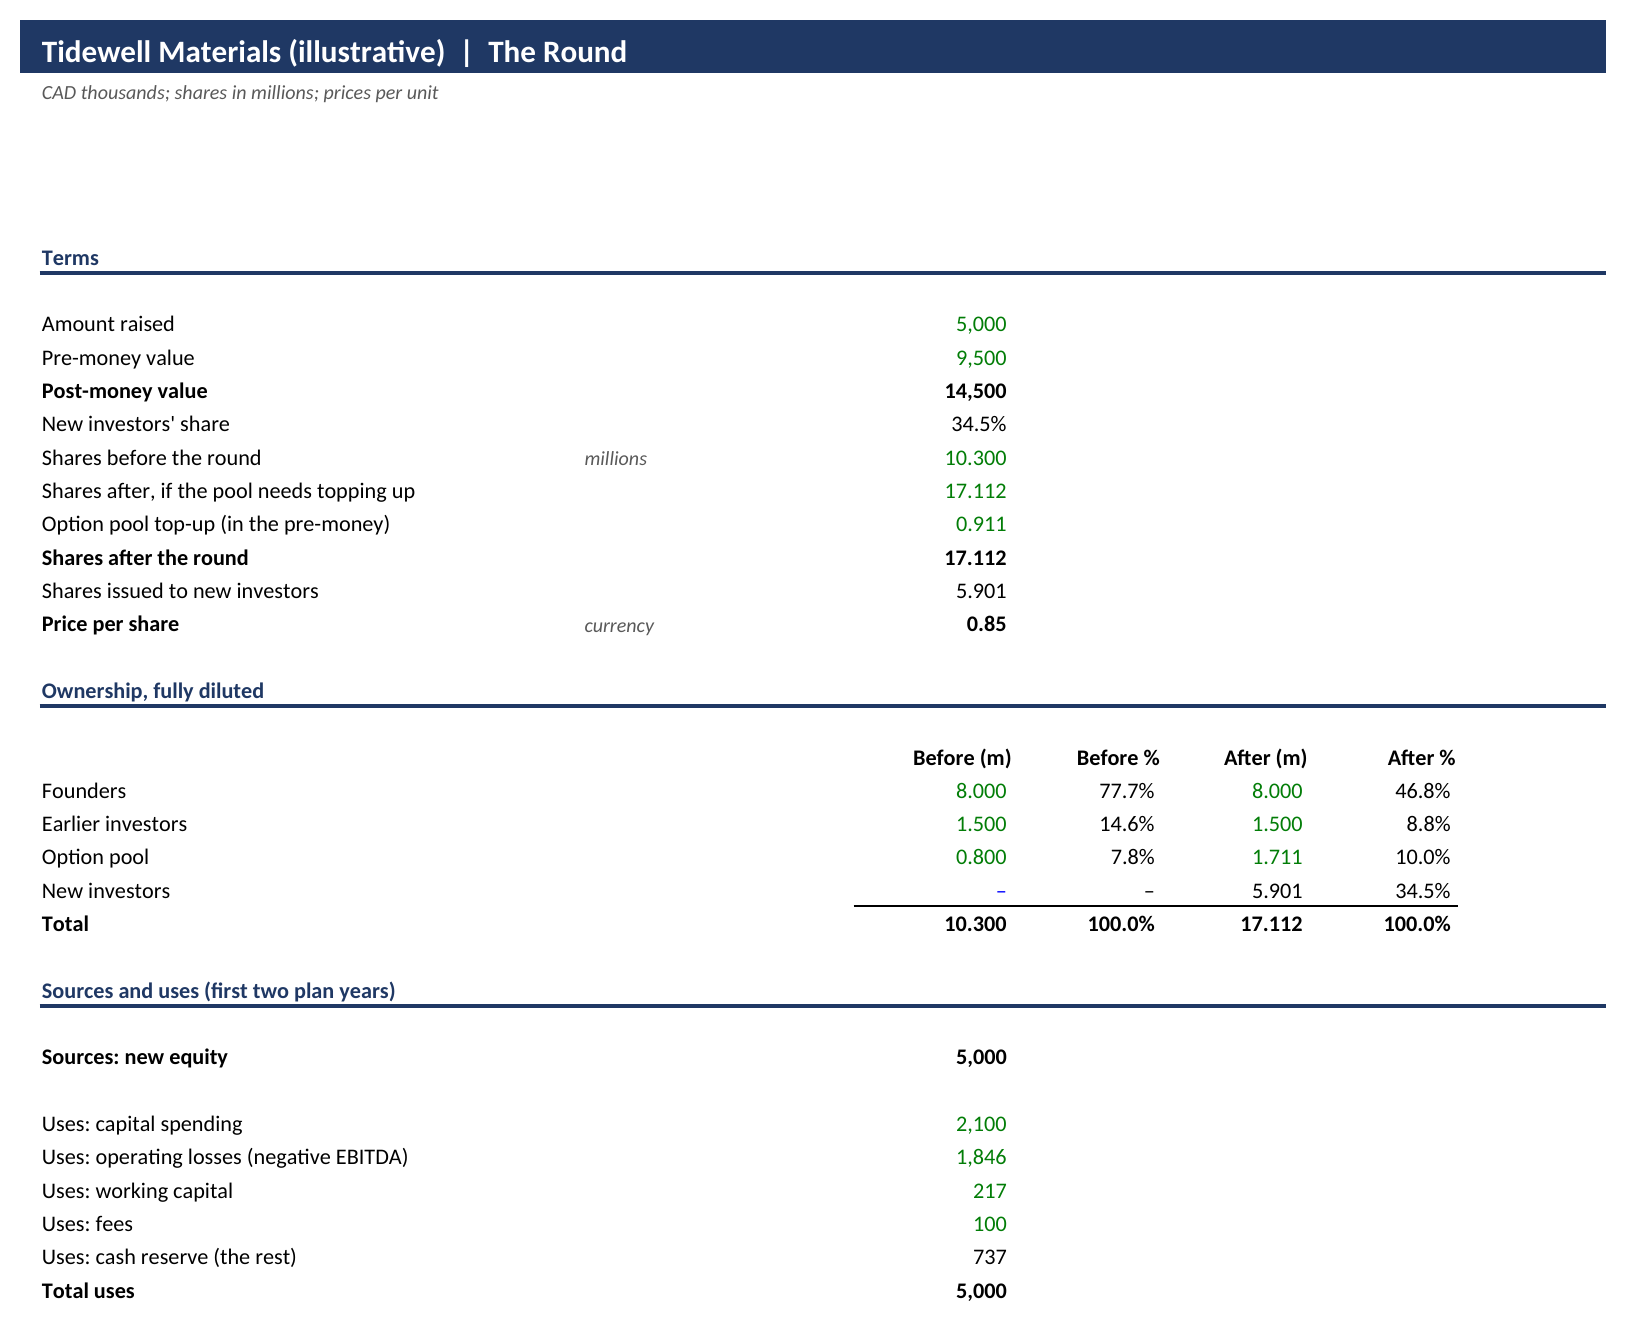 Tidewell Materials (illustrative) | The Round
CAD thousands; shares in millions; prices per unit
Terms
Amount raised 5,000
Pre-money value 9,500
Post-money value 14,500
New investors' share 34.5%
Shares before the round millions 10.300
Shares after, if the pool needs topping up 17.112
Option pool top-up (in the pre-money) 0.911
Shares after the round 17.112
Shares issued to new investors 5.901
Price per share currency 0.85
Ownership, fully diluted
Before (m) Before % After (m) After %
Founders 8.000 77.7% 8.000 46.8%
Earlier investors 1.500 14.6% 1.500 8.8%
Option pool 0.800 7.8% 1.711 10.0%
New investors – – 5.901 34.5%
Total 10.300 100.0% 17.112 100.0%
Sources and uses (first two plan years)
Sources: new equity 5,000
Uses: capital spending 2,100
Uses: operating losses (negative EBITDA) 1,846
Uses: working capital 217
Uses: fees 100
Uses: cash reserve (the rest) 737
Total uses 5,000